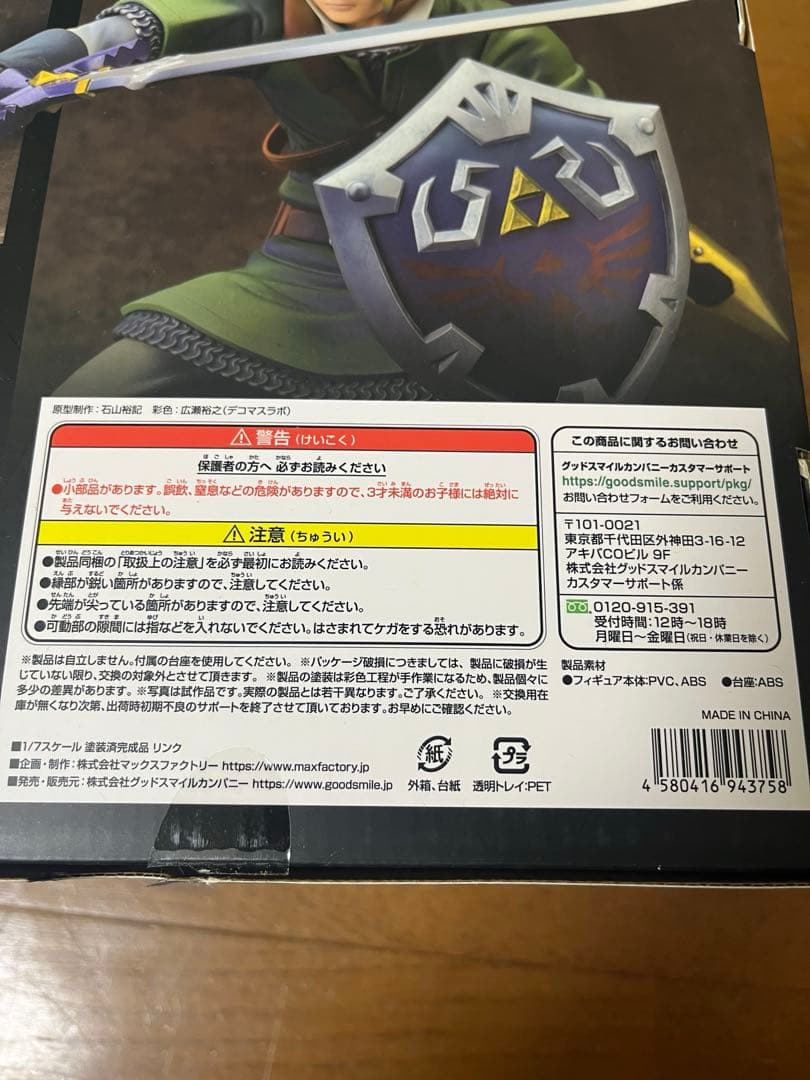 原型制作：石山裕記　彩色：広瀬裕之（デコマスラボ）
⚠警告（けいこく）
保護者の方へ 必ずお読みください
●小部品があります。誤飲、窒息などの危険がありますので、3才未満のお子様には絶対に
与えないでください。
⚠注意（ちゅうい）
●製品同梱の「取扱上の注意」を必ず最初にお読みください。
●縁部が鋭い箇所がありますので、注意してください。
●先端が尖っている箇所がありますので、注意してください。
●可動部の隙間には指などを入れないでください。はさまれてケガをする恐れがあります。
※製品は自立しません。付属の台座を使用してください。 ※パッケージ破損につきましては、製品に破損が生
じていない限り、交換の対象外とさせて頂きます。 ※製品の塗装は彩色工程が手作業になるため、製品個々に
多少の差異があります。※写真は試作品です。実際の製品とは若干異なります。ご了承ください。 ※交換用在
庫が無くなり次第、出荷時初期不良のサポートを終了させて頂いております。お早めにご確認ください。
■1/7スケール 塗装済完成品 リンク
■企画・制作：株式会社マックスファクトリー https://www.maxfactory.jp
■発売・販売元：株式会社グッドスマイルカンパニー https://www.goodsmile.jp
紙
外箱、台紙
プラ
透明トレイ：PET
この商品に関するお問い合わせ
グッドスマイルカンパニーカスタマーサポート
https://goodsmile.support/pkg/
お問い合わせフォームをご利用ください。
〒101-0021
東京都千代田区外神田3-16-12
アキバCOビル 9F
株式会社グッドスマイルカンパニー
カスタマーサポート係
0120-915-391
受付時間：12時〜18時
月曜日〜金曜日（祝日・休業日を除く）
製品素材
●フィギュア本体：PVC、ABS　●台座：ABS
MADE IN CHINA
4 580416 943758